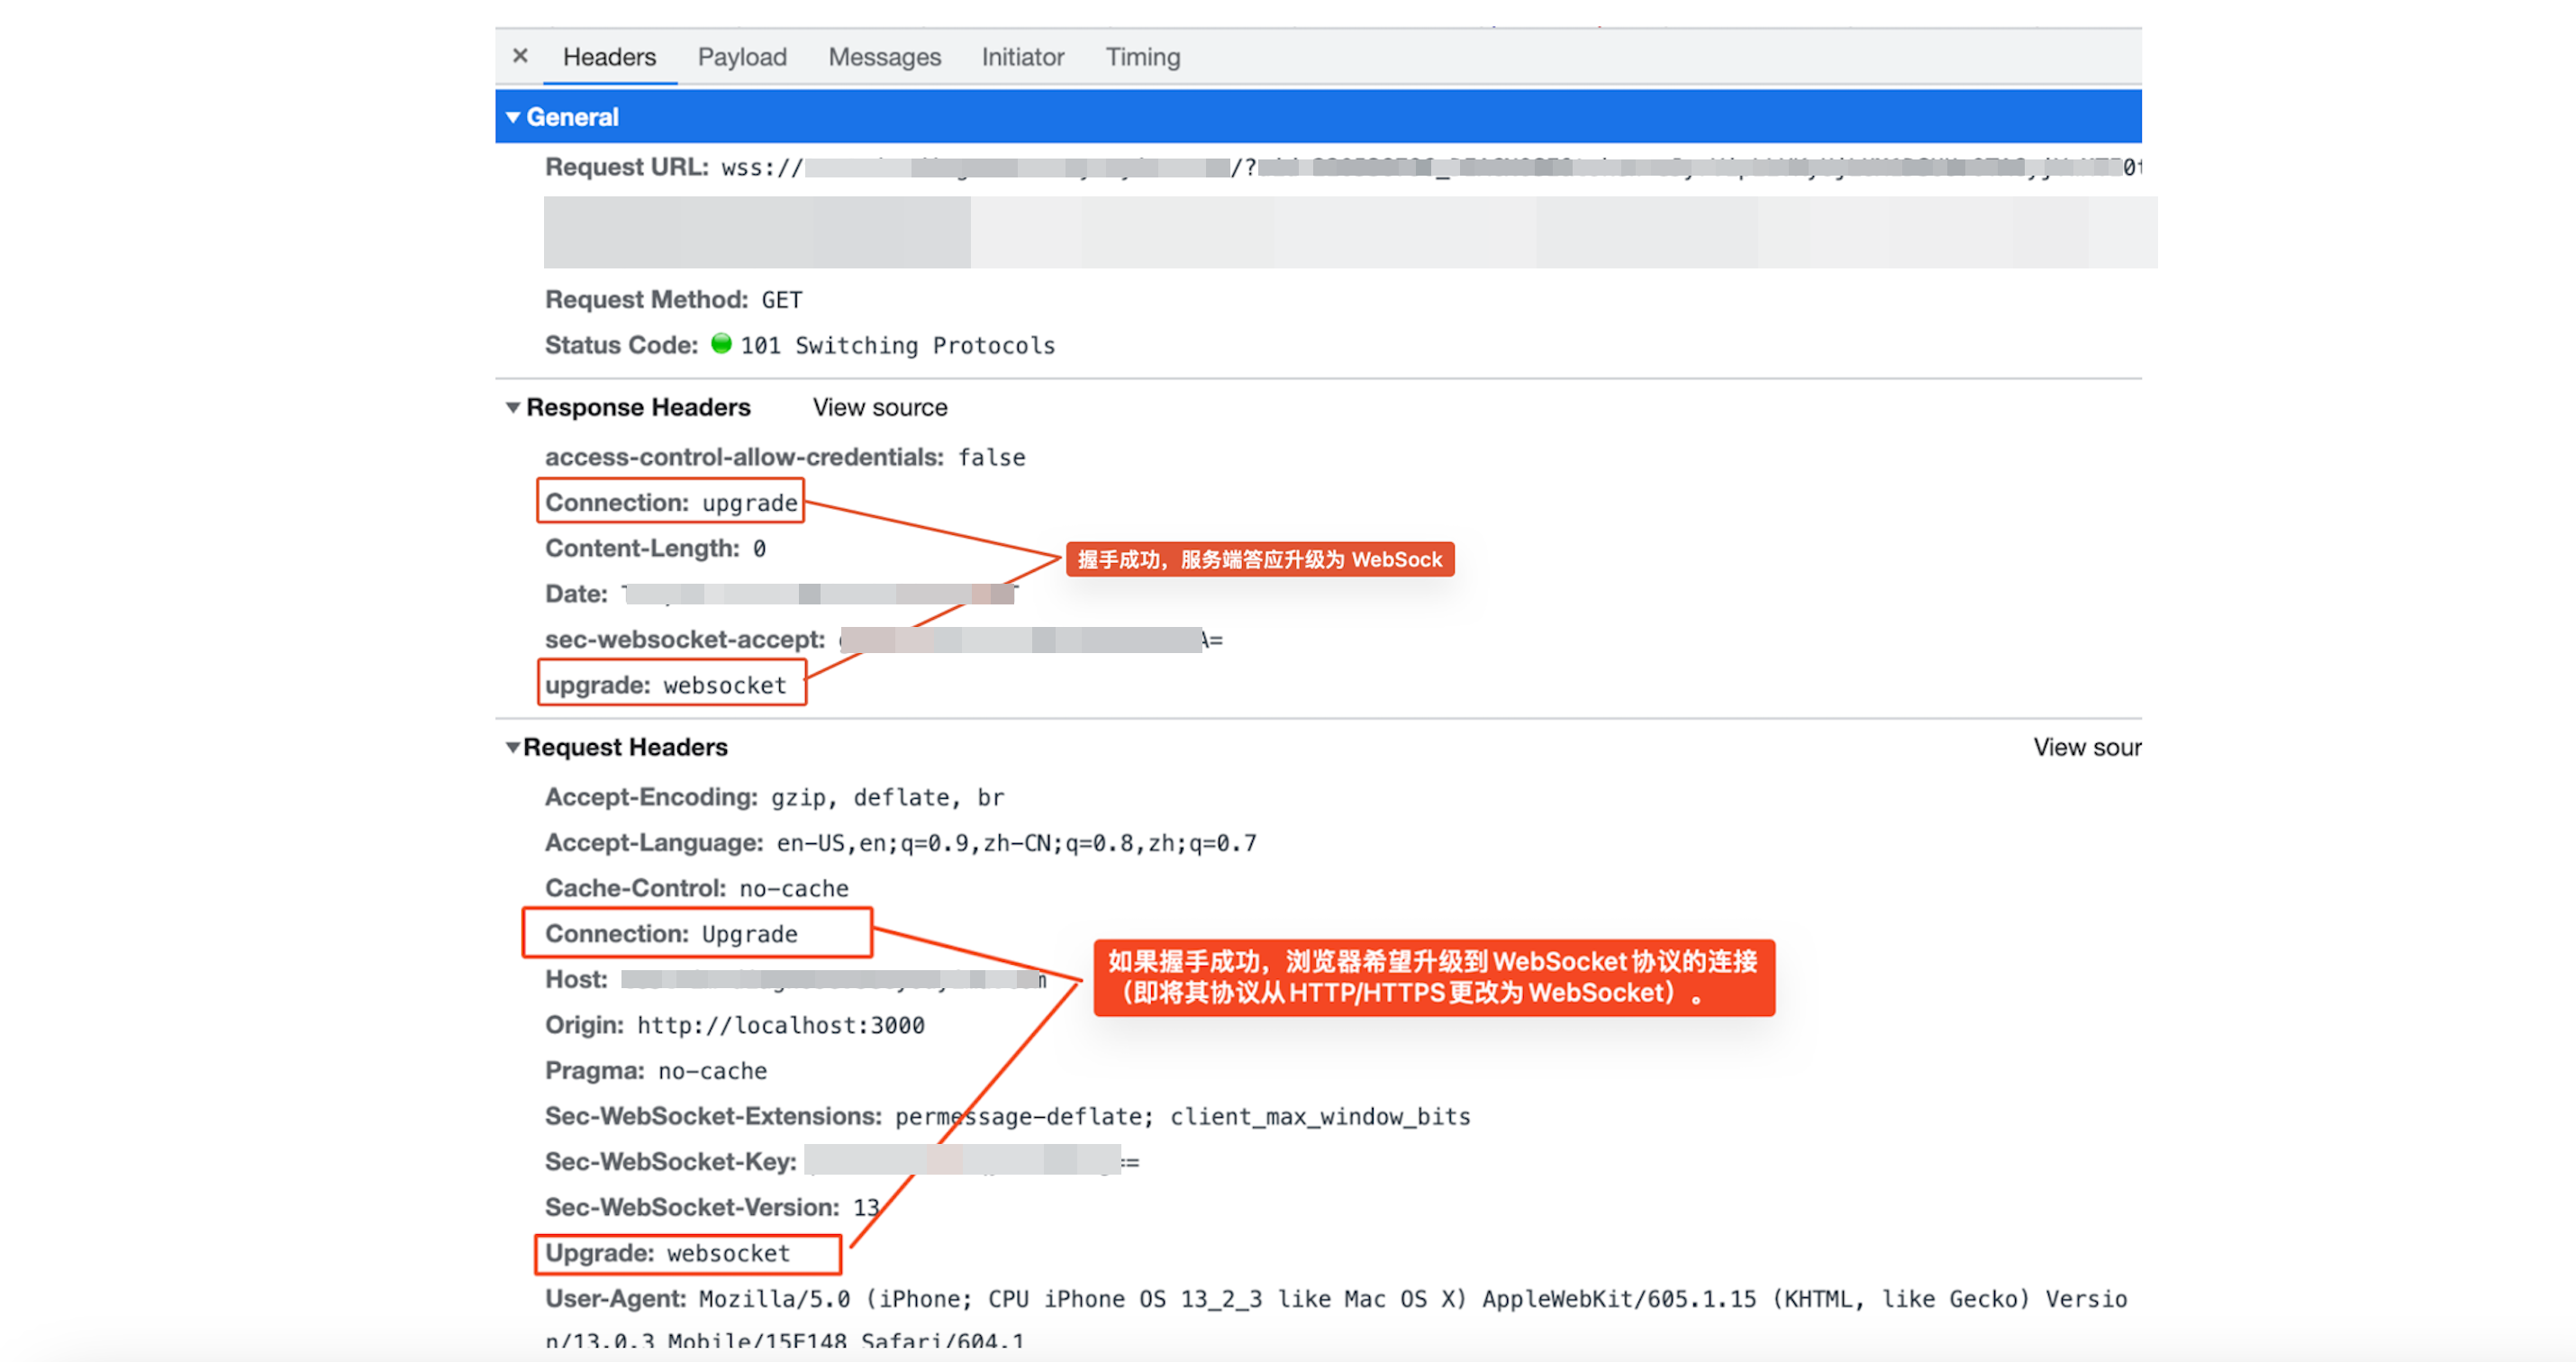 × Headers Payload Messages Initiator Timing
General
Request URL: wss:// /?
Request Method: GET
Status Code: 101 Switching Protocols
Response Headers View source
access-control-allow-credentials: false
Connection: upgrade
Content-Length: 0
握手成功，服务端答应升级为 WebSock
Date:
sec-websocket-accept: A=
upgrade: websocket
Request Headers View sour
Accept-Encoding: gzip, deflate, br
Accept-Language: en-US,en;q=0.9,zh-CN;q=0.8,zh;q=0.7
Cache-Control: no-cache
Connection: Upgrade
如果握手成功，浏览器希望升级到 WebSocket 协议的连接
（即将其协议从 HTTP/HTTPS 更改为 WebSocket）。
Host:
Origin: http://localhost:3000
Pragma: no-cache
Sec-WebSocket-Extensions: permessage-deflate; client_max_window_bits
Sec-WebSocket-Key: ==
Sec-WebSocket-Version: 13
Upgrade: websocket
User-Agent: Mozilla/5.0 (iPhone; CPU iPhone OS 13_2_3 like Mac OS X) AppleWebKit/605.1.15 (KHTML, like Gecko) Versio
n/13.0.3 Mobile/15E148 Safari/604.1